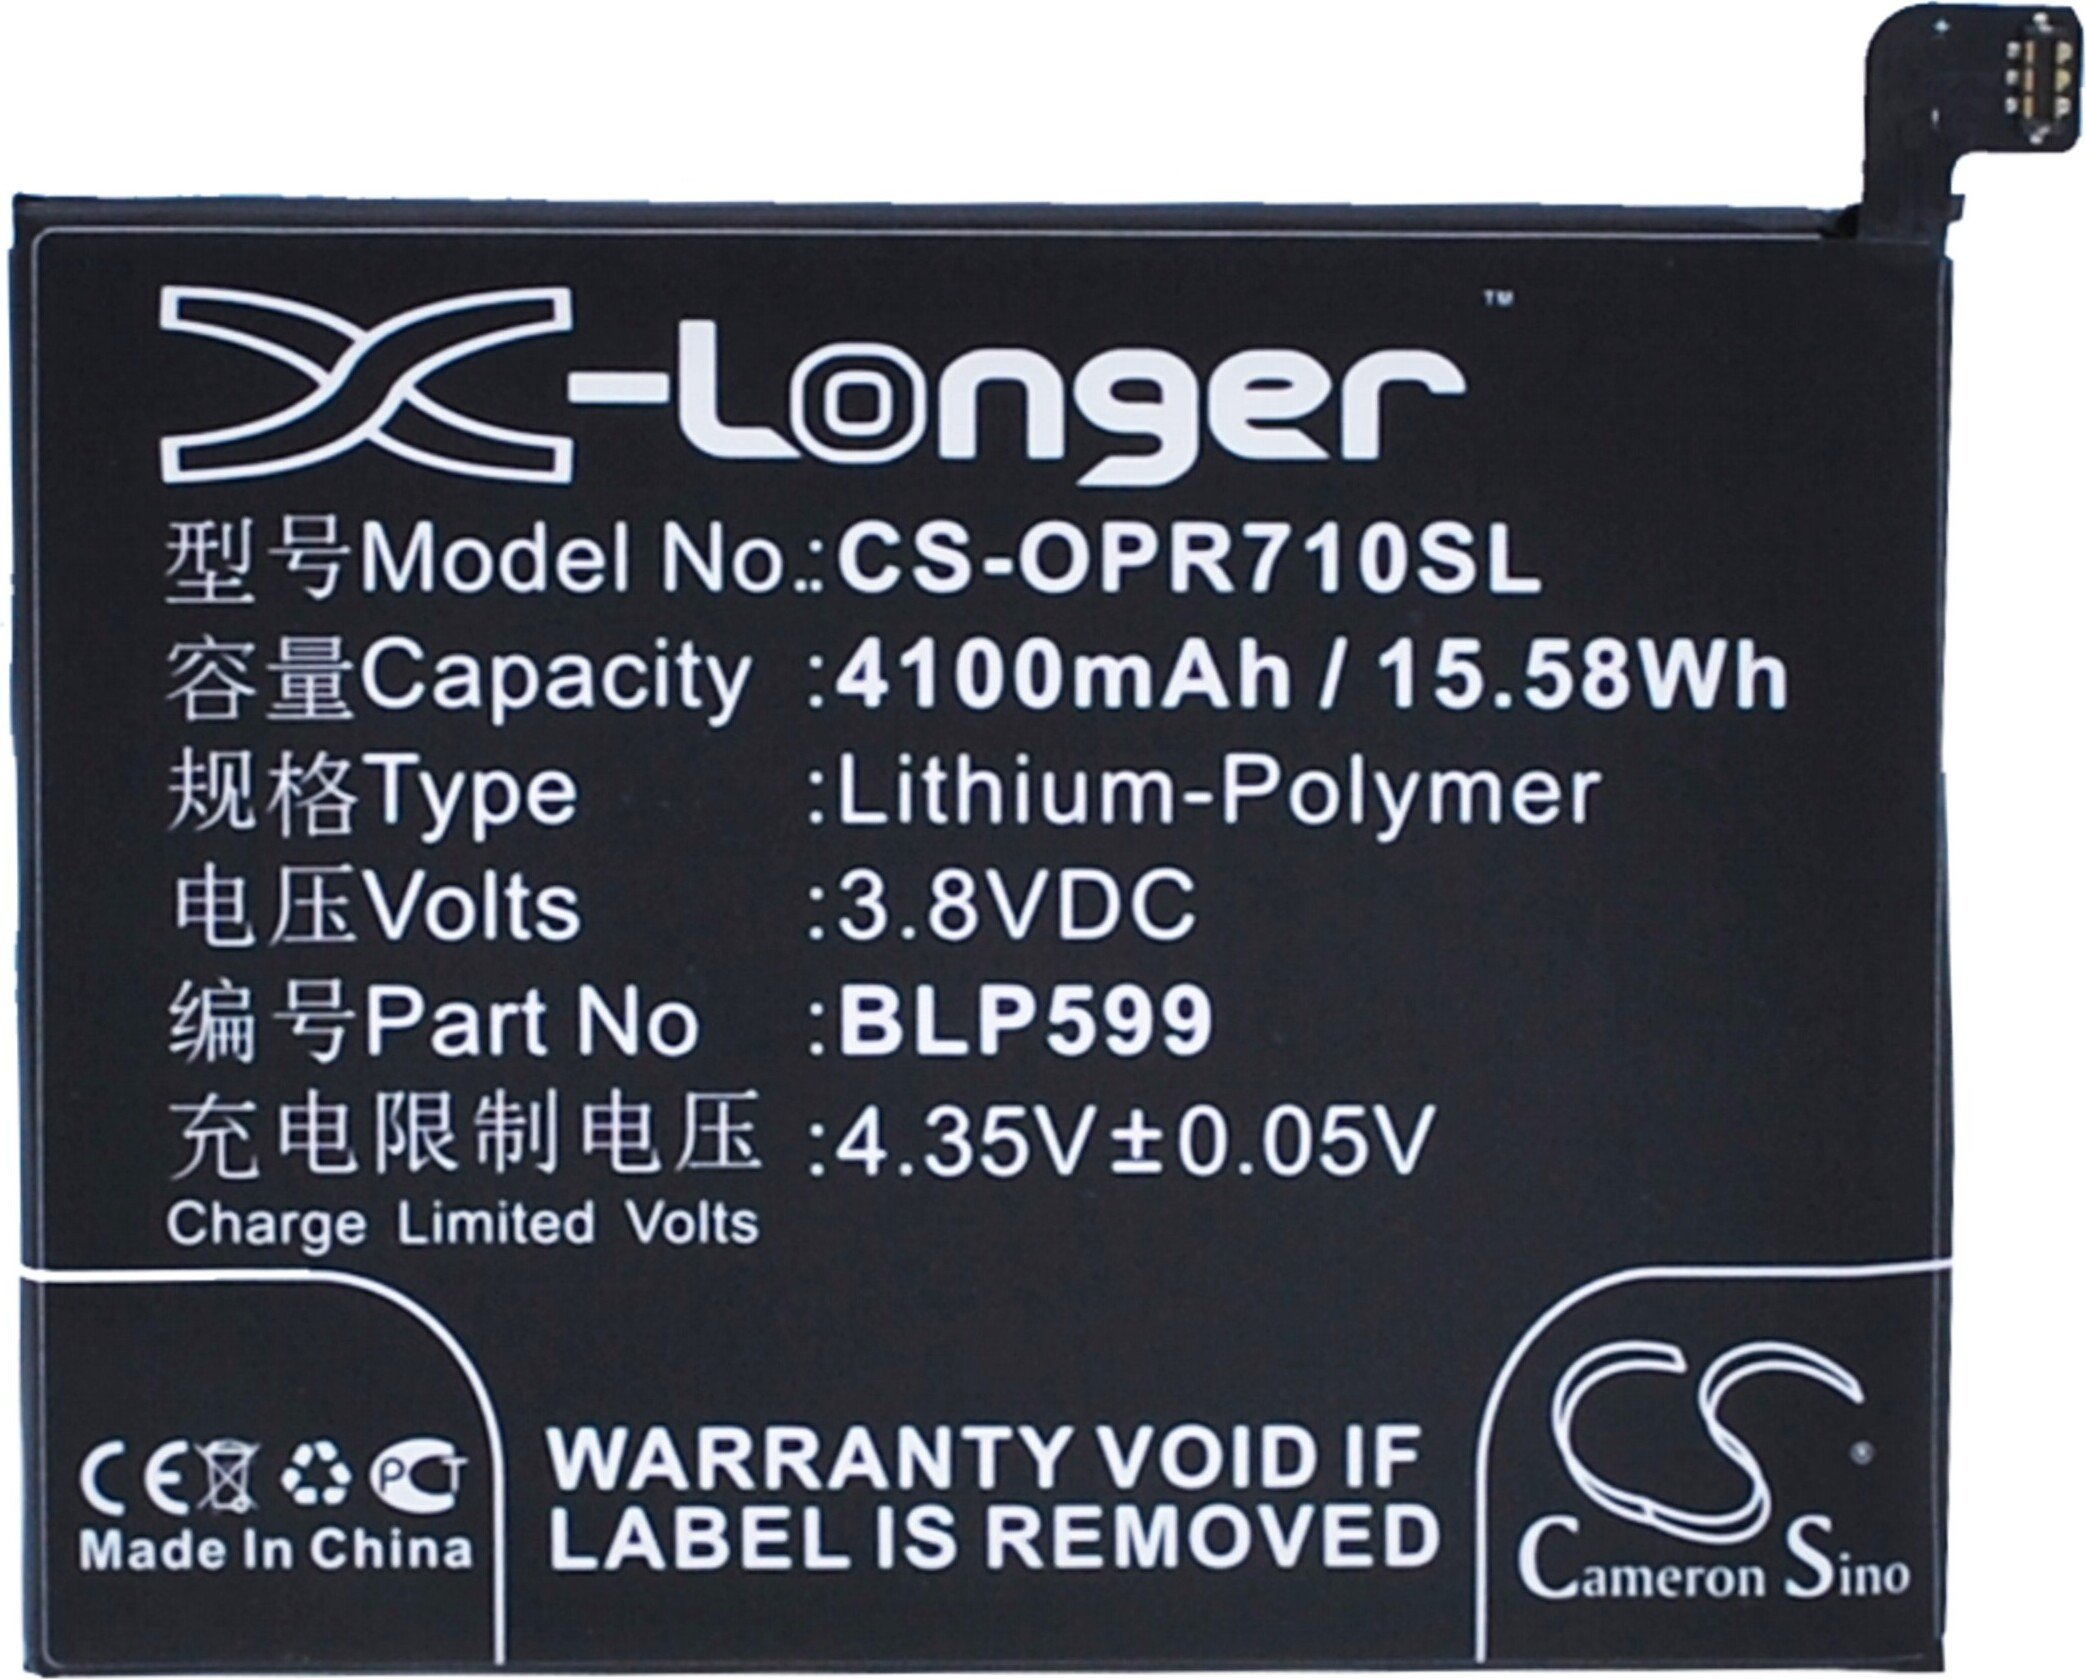 X-Longer™
型号Model No.:CS-OPR710SL
容量Capacity :4100mAh / 15.58Wh
规格Type :Lithium-Polymer
电压Volts :3.8VDC
编号Part No :BLP599
充电限制电压 :4.35V±0.05V
Charge Limited Volts
CE PCT
Made In China
WARRANTY VOID IF
LABEL IS REMOVED
CS
Cameron Sino